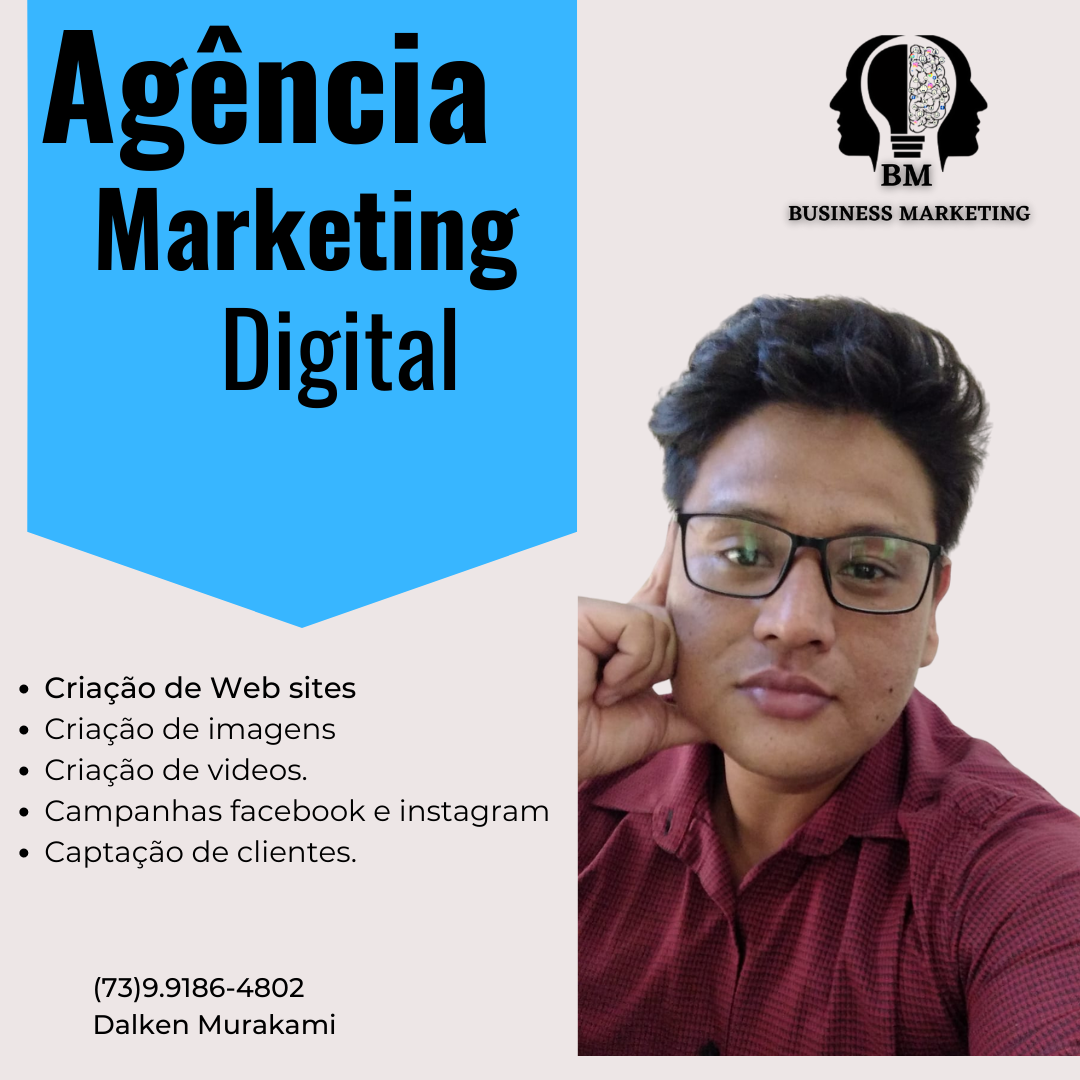 Agência
Marketing
Digital
BM
BUSINESS MARKETING
Criação de Web sites
Criação de imagens
Criação de videos.
Campanhas facebook e instagram
Captação de clientes.
(73)9.9186-4802
Dalken Murakami